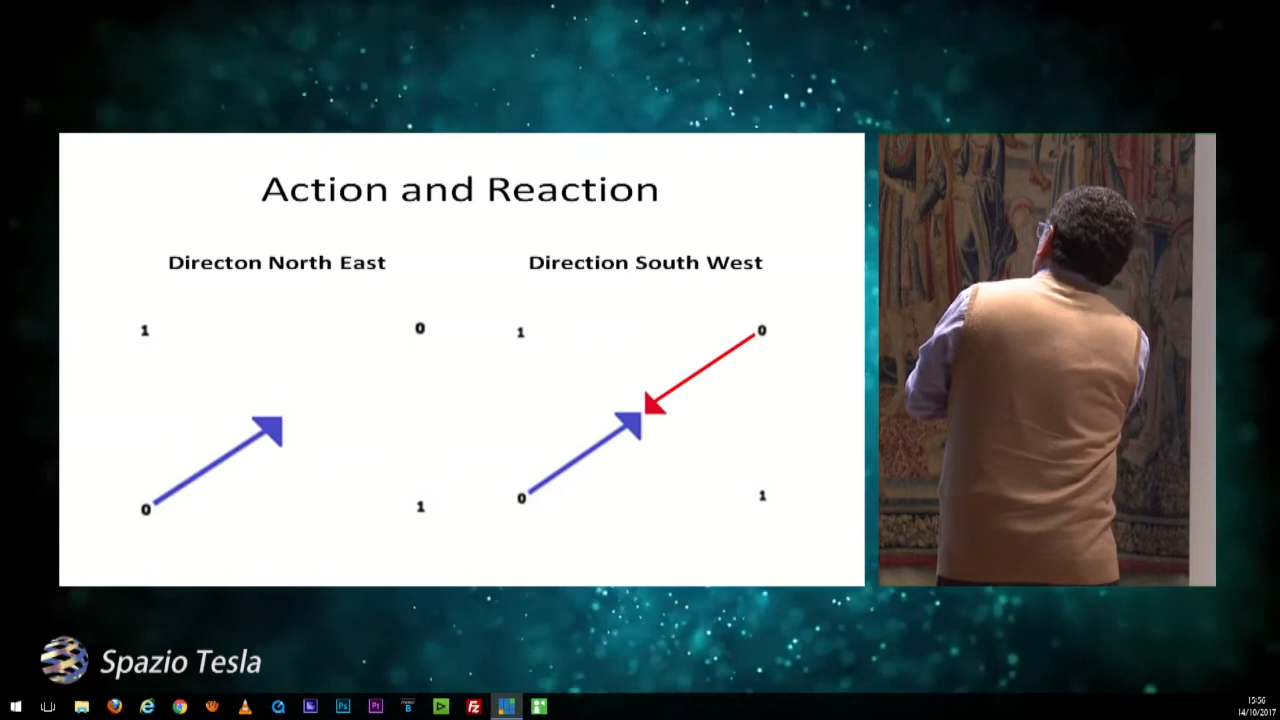 Action and Reaction
Directon North East
Direction South West
1 0 1 0
0 1 0 1
Spazio Tesla
15:56
14/10/2017